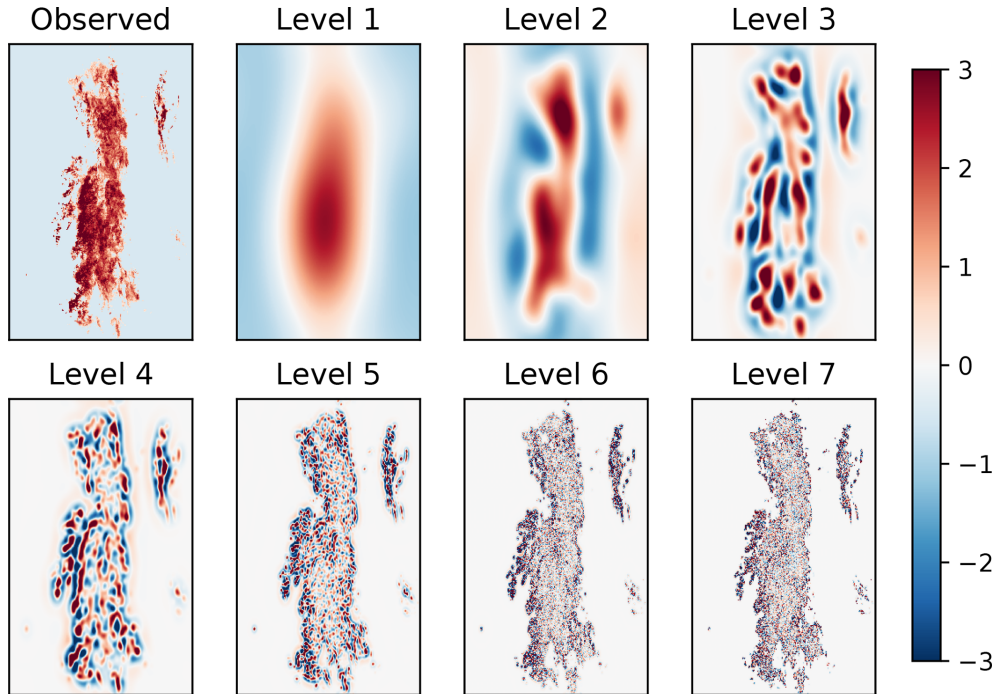 Observed
Level 1
Level 2
Level 3
Level 4
Level 5
Level 6
Level 7
3
2
1
0
−1
−2
−3